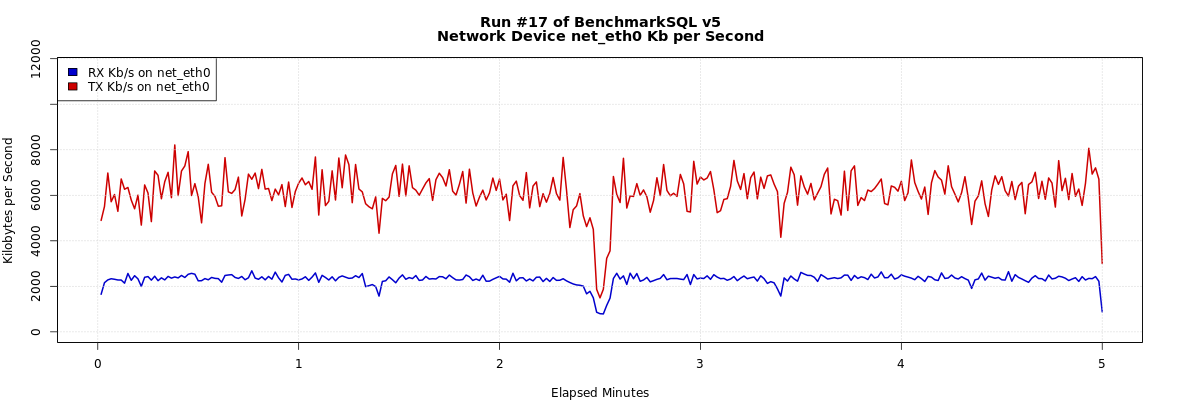 Run #17 of BenchmarkSQL v5
Network Device net_eth0 Kb per Second
RX Kb/s on net_eth0
TX Kb/s on net_eth0
Kilobytes per Second
12000
8000
6000
4000
2000
0
0 1 2 3 4 5
Elapsed Minutes